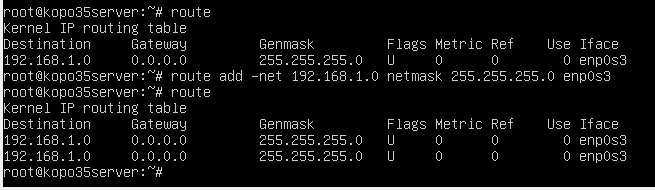 root@kopo35server:~# route
Kernel IP routing table
Destination     Gateway         Genmask         Flags Metric Ref    Use Iface
192.168.1.0     0.0.0.0         255.255.255.0   U     0      0        0 enp0s3
root@kopo35server:~# route add -net 192.168.1.0 netmask 255.255.255.0 enp0s3
root@kopo35server:~# route
Kernel IP routing table
Destination     Gateway         Genmask         Flags Metric Ref    Use Iface
192.168.1.0     0.0.0.0         255.255.255.0   U     0      0        0 enp0s3
192.168.1.0     0.0.0.0         255.255.255.0   U     0      0        0 enp0s3
root@kopo35server:~#